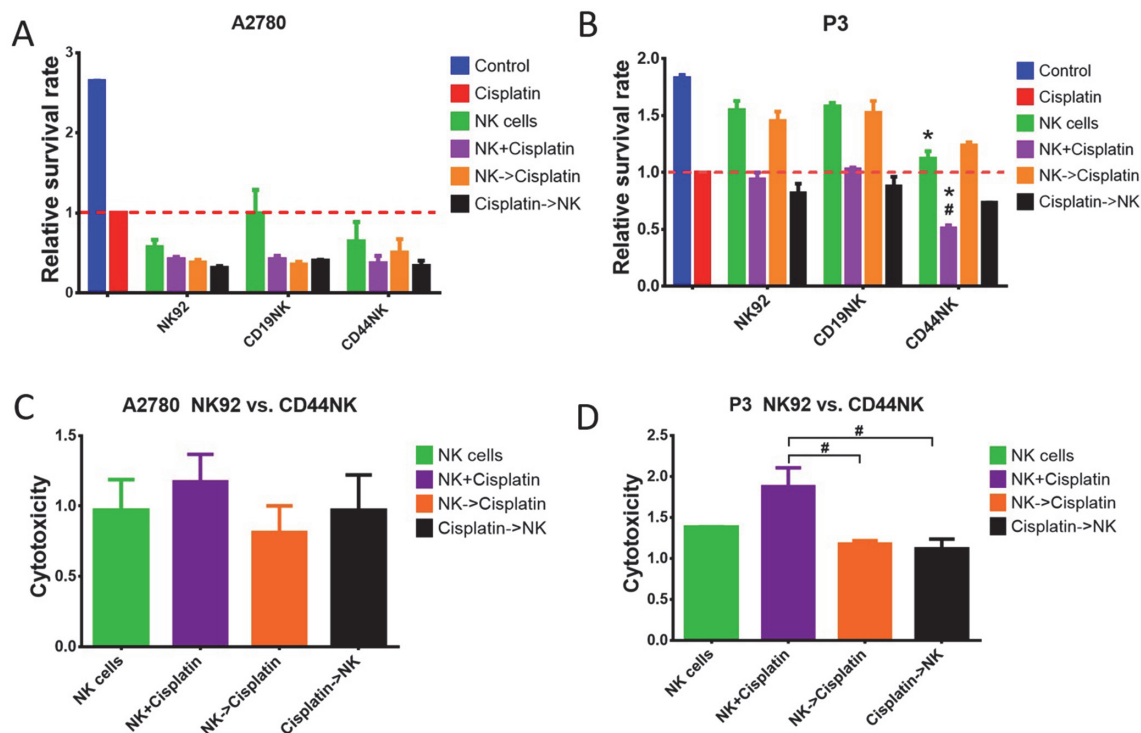 A
A2780
Relative survival rate
3
2
1
0
NK92
CD19NK
CD44NK
Control
Cisplatin
NK cells
NK+Cisplatin
NK->Cisplatin
Cisplatin->NK
B
P3
Relative survival rate
2.0
1.5
1.0
0.5
0.0
*
*
#
NK92
CD19NK
CD44NK
Control
Cisplatin
NK cells
NK+Cisplatin
NK->Cisplatin
Cisplatin->NK
C
A2780 NK92 vs. CD44NK
Cytotoxicity
1.5
1.0
0.5
0.0
NK cells
NK+Cisplatin
NK->Cisplatin
Cisplatin->NK
NK cells
NK+Cisplatin
NK->Cisplatin
Cisplatin->NK
D
P3 NK92 vs. CD44NK
Cytotoxicity
2.5
2.0
1.5
1.0
0.5
0.0
#
#
NK cells
NK+Cisplatin
NK->Cisplatin
Cisplatin->NK
NK cells
NK+Cisplatin
NK->Cisplatin
Cisplatin->NK